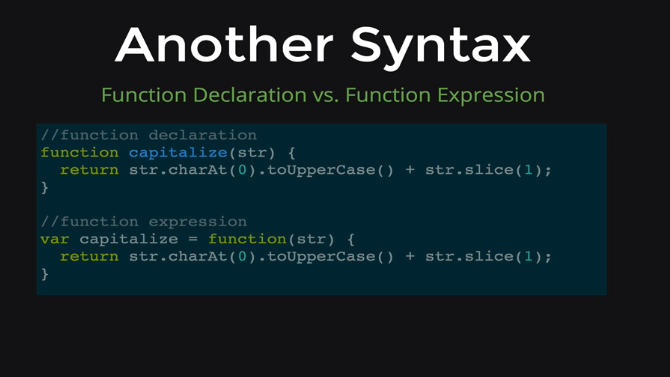 Another Syntax
Function Declaration vs. Function Expression
//function declaration
function capitalize(str) {
  return str.charAt(0).toUpperCase() + str.slice(1);
}
//function expression
var capitalize = function(str) {
  return str.charAt(0).toUpperCase() + str.slice(1);
}